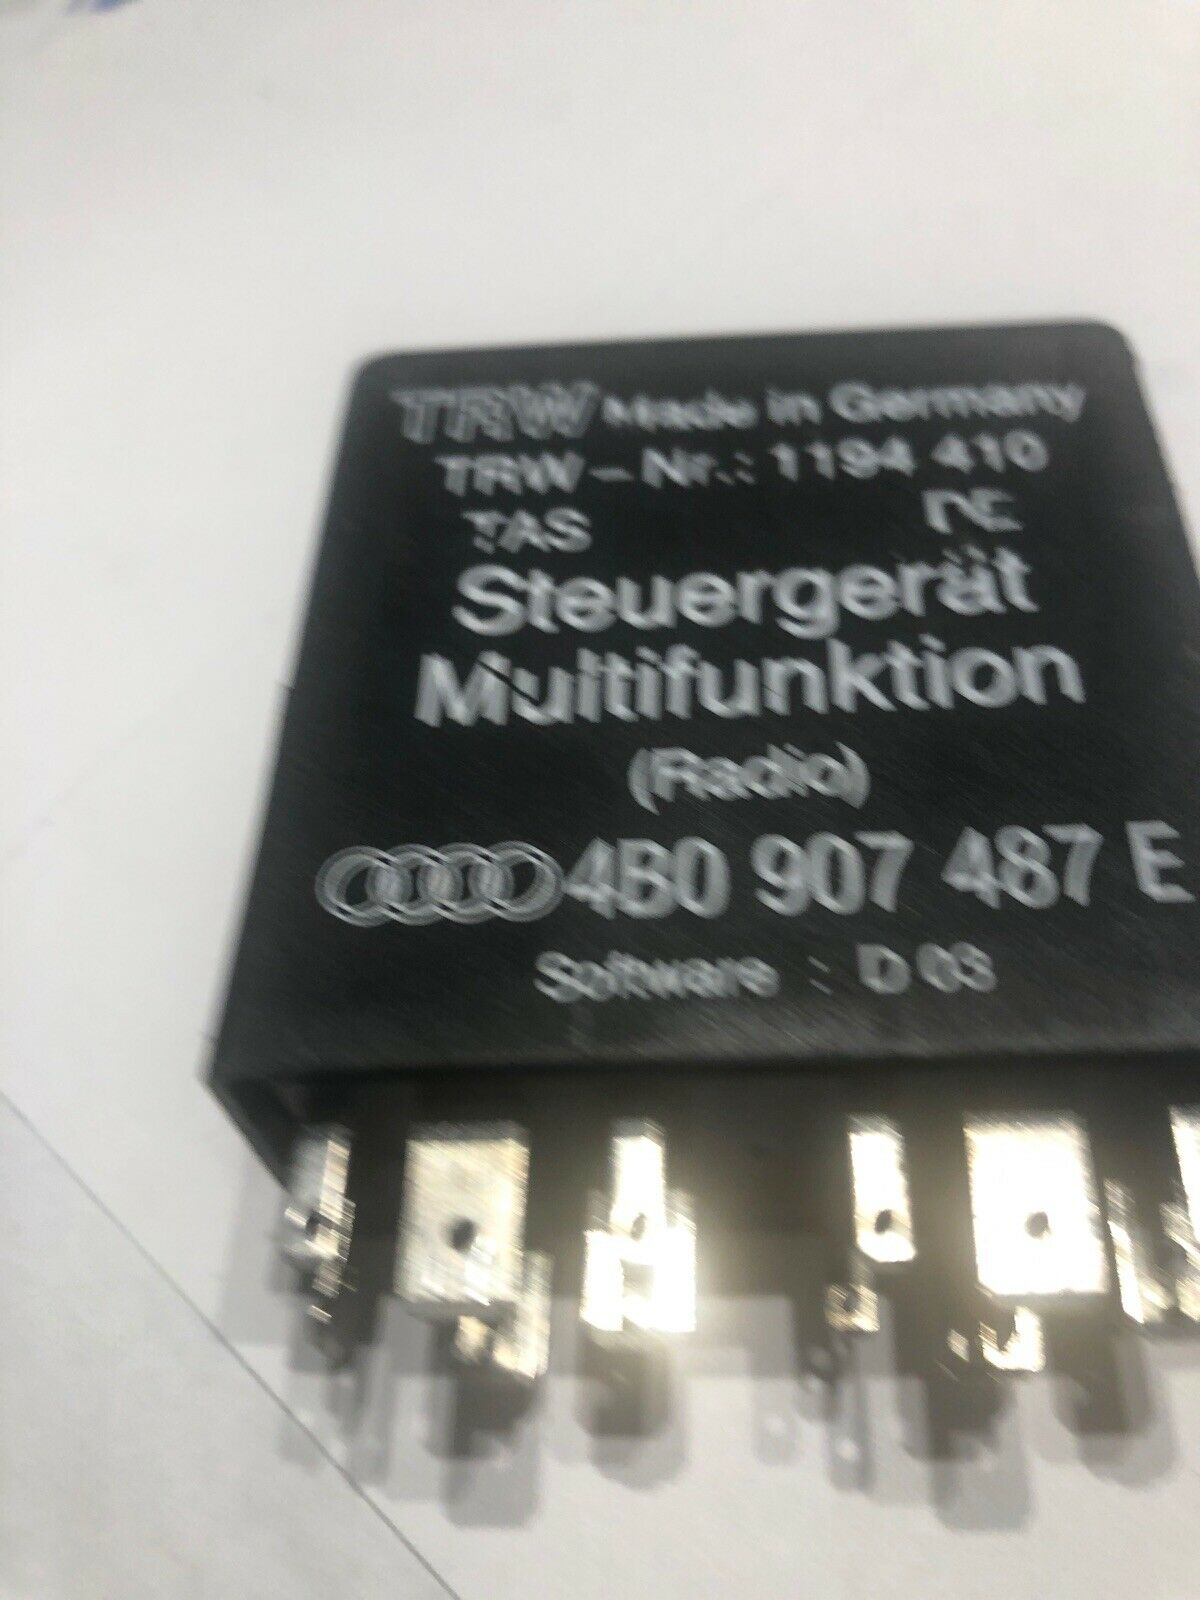 TRW Made in Germany
TRW - Nr.: 1194 410
TAS
Steuergerät
Multifunktion
(Radio)
4B0 907 487 E
Software : D 03